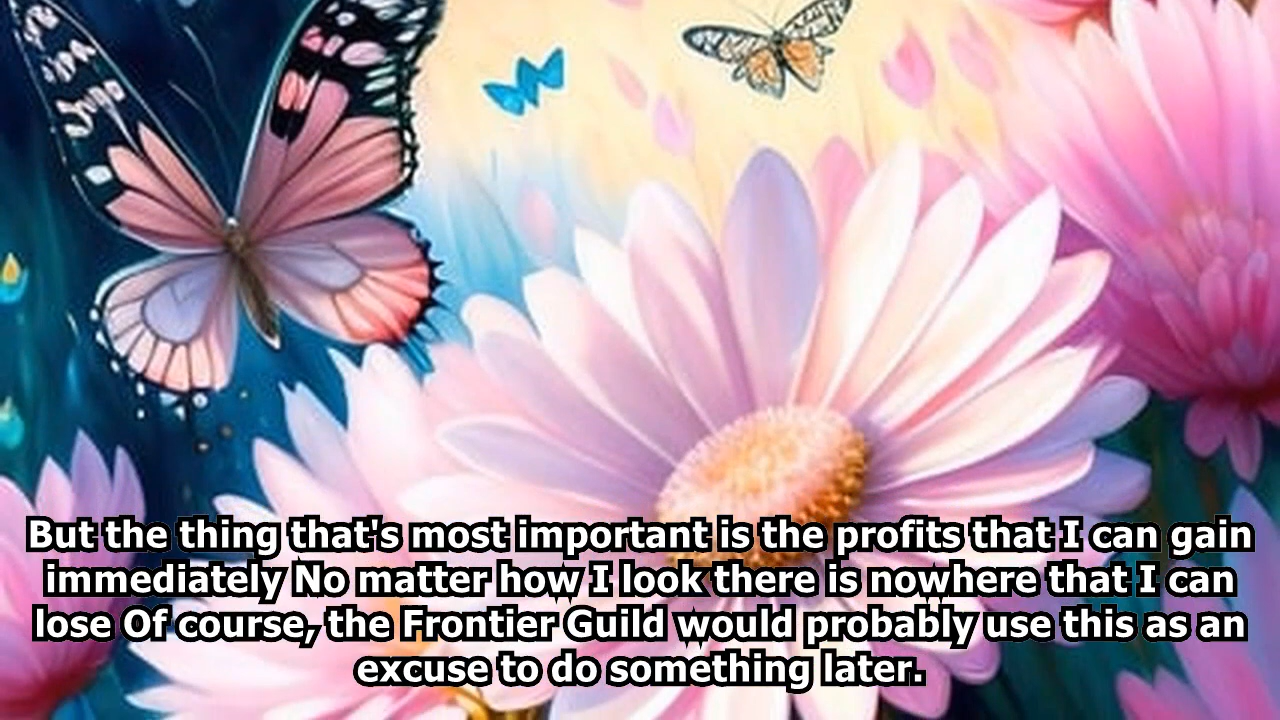 But the thing that's most important is the profits that I can gain
immediately No matter how I look there is nowhere that I can
lose Of course, the Frontier Guild would probably use this as an
excuse to do something later.